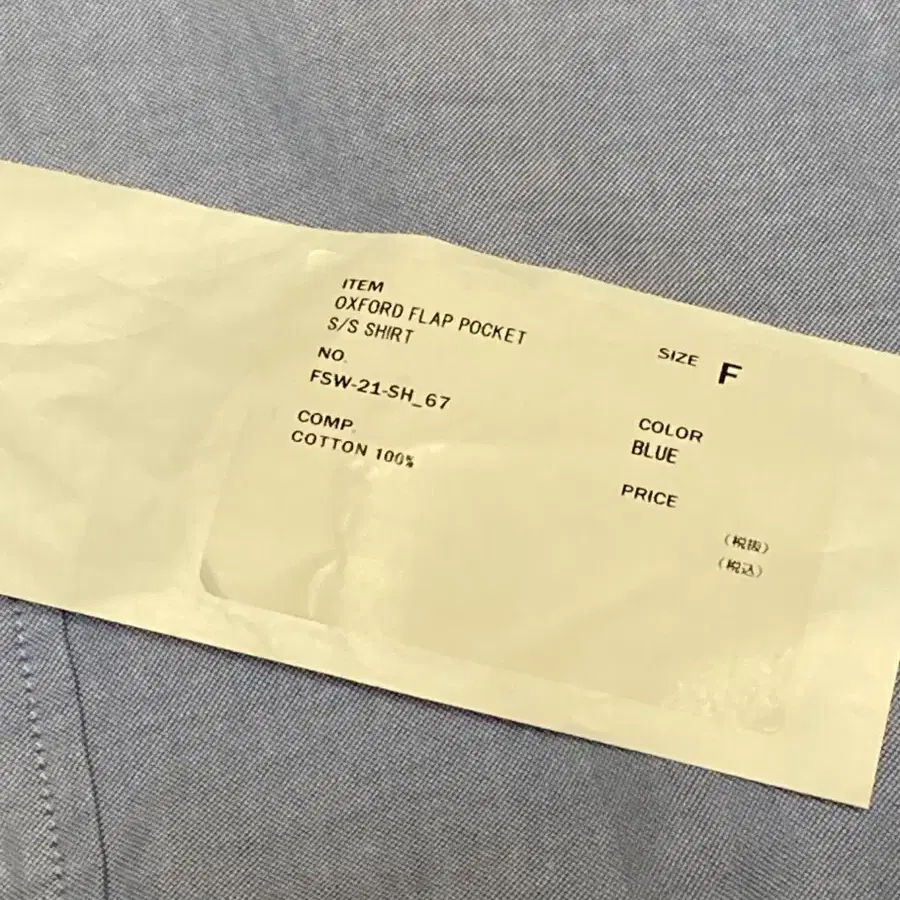 ITEM
OXFORD FLAP POCKET
S/S SHIRT
NO.
FSW-21-SH_67
COMP.
COTTON 100%
SIZE F
COLOR
BLUE
PRICE
(税抜)
(税込)